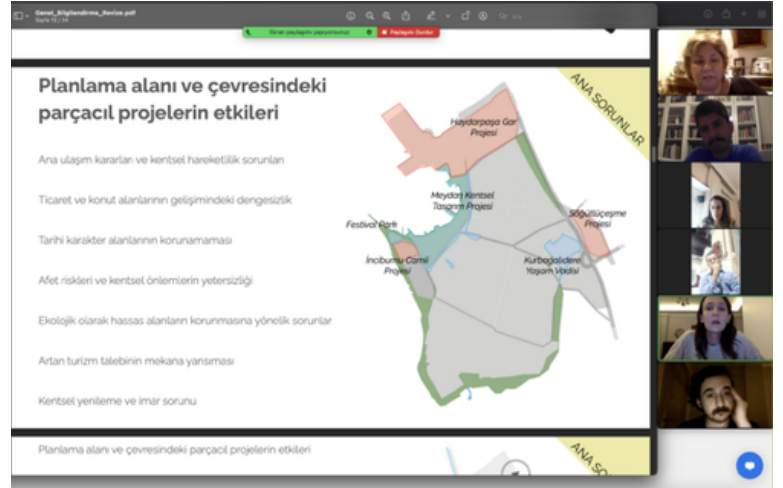 Genel_Bilgilendirme_Revize.pdf
Ekran paylaşımı yapıyorsunuz
Paylaşımı Durdur
ANA SORUNLAR
Planlama alanı ve çevresindeki
parçacıl projelerin etkileri
Ana ulaşım kararları ve kentsel hareketlilik sorunları
Ticaret ve konut alanlarının gelişimindeki dengesizlik
Tarihi karakter alanlarının korunamaması
Afet riskleri ve kentsel önlemlerin yetersizliği
Ekolojik olarak hassas alanların korunmasına yönelik sorunlar
Artan turizm talebinin mekana yansıması
Kentsel yenileme ve imar sorunu
Haydarpaşa Gar
Projesi
Meydan Kentsel
Tasarım Projesi
Festival Parkı
Söğütlüçeşme
Projesi
İnciburnu Camii
Projesi
Kurbağalıdere
Yaşam Vadisi
Planlama alanı ve çevresindeki parçacıl projelerin etkileri
ANA SO